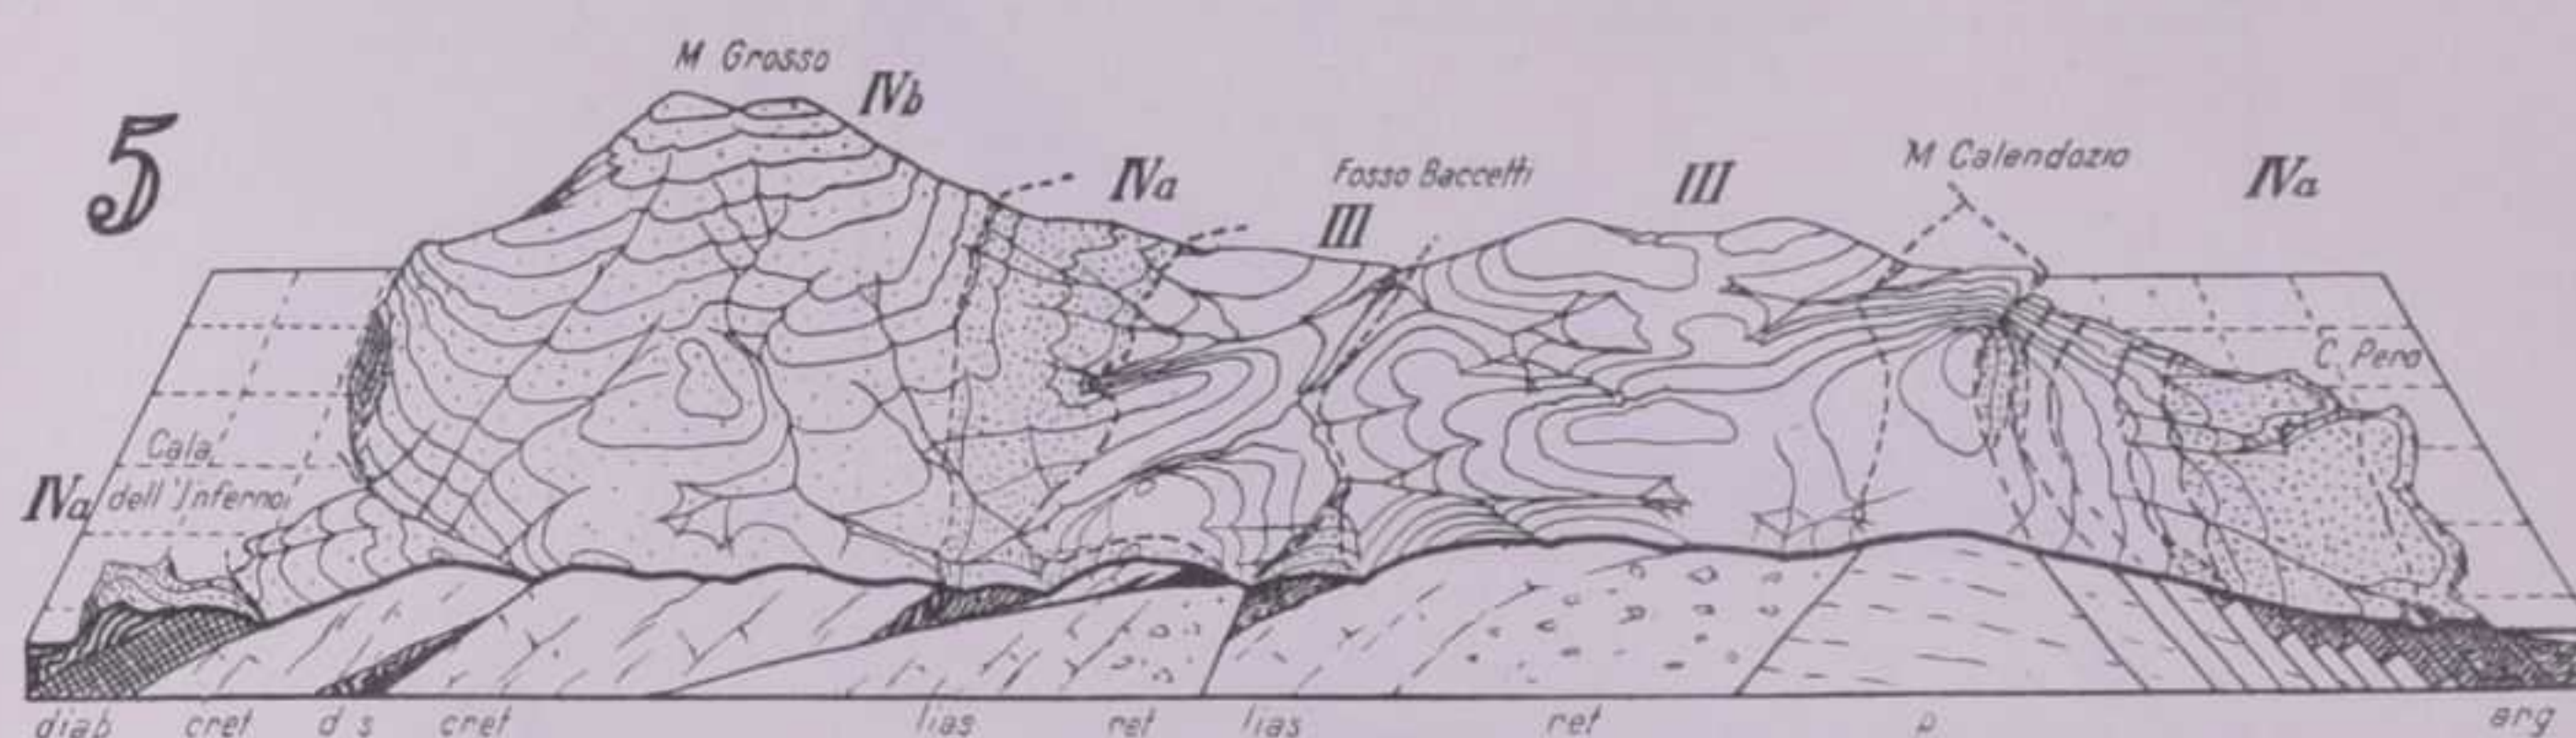 5
M Grosso
IVb
IVa
Fosso Baccetti
III
III
M Calendozio
IVa
C. Pero
Cala
dell'Inferno
IVa
diab cret d s cret lias ret lias ret p arg